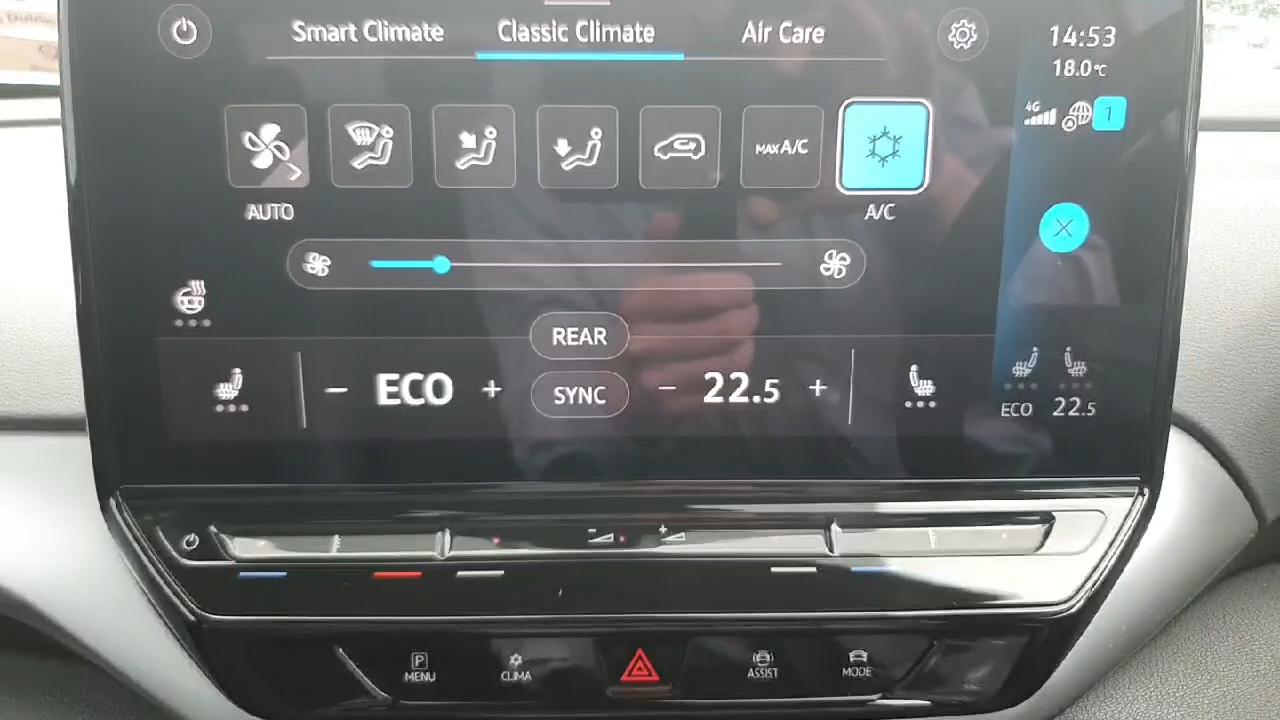 Smart Climate
Classic Climate
Air Care
14:53
18.0°C
4G
1
MAX A/C
AUTO
A/C
REAR
− ECO +
SYNC
− 22.5 +
ECO 22.5
− +
P
MENU
CLIMA
ASSIST
MODE